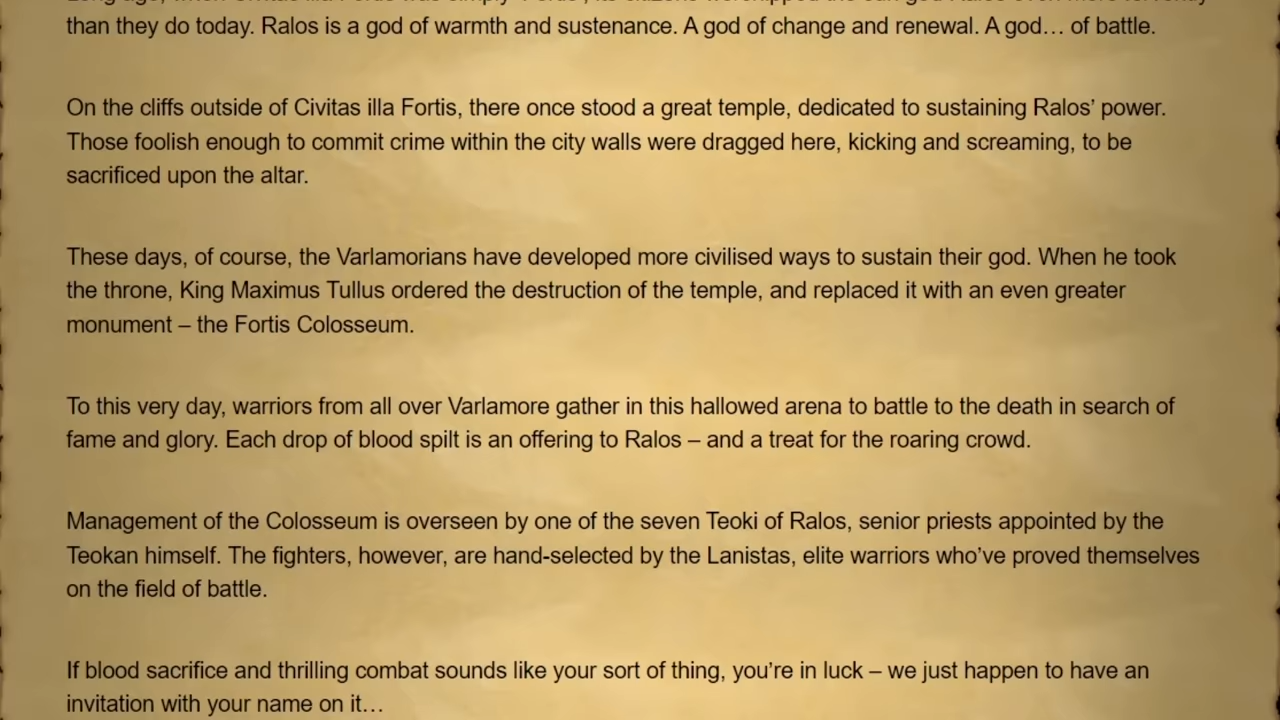 than they do today. Ralos is a god of warmth and sustenance. A god of change and renewal. A god… of battle.
On the cliffs outside of Civitas illa Fortis, there once stood a great temple, dedicated to sustaining Ralos’ power.
Those foolish enough to commit crime within the city walls were dragged here, kicking and screaming, to be
sacrificed upon the altar.
These days, of course, the Varlamorians have developed more civilised ways to sustain their god. When he took
the throne, King Maximus Tullus ordered the destruction of the temple, and replaced it with an even greater
monument – the Fortis Colosseum.
To this very day, warriors from all over Varlamore gather in this hallowed arena to battle to the death in search of
fame and glory. Each drop of blood spilt is an offering to Ralos – and a treat for the roaring crowd.
Management of the Colosseum is overseen by one of the seven Teoki of Ralos, senior priests appointed by the
Teokan himself. The fighters, however, are hand-selected by the Lanistas, elite warriors who’ve proved themselves
on the field of battle.
If blood sacrifice and thrilling combat sounds like your sort of thing, you’re in luck – we just happen to have an
invitation with your name on it…